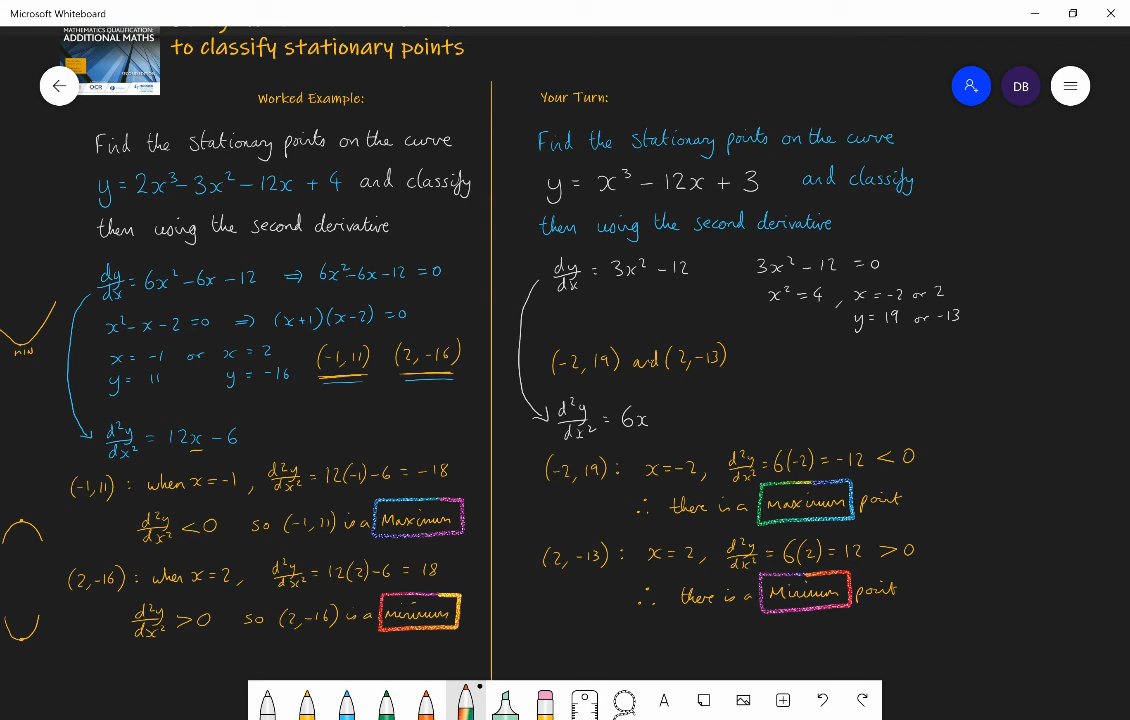 Microsoft Whiteboard
MATHEMATICS QUALIFICATION:
ADDITIONAL MATHS
SECOND EDITION
OCR
to classify stationary points
DB
Worked Example:
Find the stationary points on the curve
y = 2x³ - 3x² - 12x + 4 and classify
them using the second derivative
dy/dx = 6x² - 6x - 12 ⇒ 6x² - 6x - 12 = 0
x² - x - 2 = 0 ⇒ (x+1)(x-2) = 0
x = -1 or x = 2
y = 11 y = -16
(-1, 11) (2, -16)
min
d²y/dx² = 12x - 6
(-1, 11) : when x = -1, d²y/dx² = 12(-1) - 6 = -18
d²y/dx² < 0 so (-1, 11) is a Maximum
(2, -16) : when x = 2, d²y/dx² = 12(2) - 6 = 18
d²y/dx² > 0 so (2, -16) is a minimum
Your Turn:
Find the stationary points on the curve
y = x³ - 12x + 3 and classify
them using the second derivative
dy/dx = 3x² - 12 3x² - 12 = 0
x² = 4 , x = -2 or 2
y = 19 or -13
(-2, 19) and (2, -13)
d²y/dx² = 6x
(-2, 19) : x = -2, d²y/dx² = 6(-2) = -12 < 0
∴ there is a Maximum point
(2, -13) : x = 2, d²y/dx² = 6(2) = 12 > 0
∴ there is a Minimum point
A